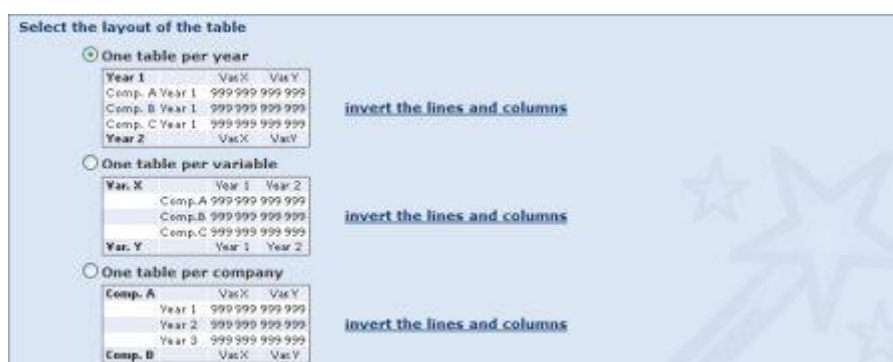 Select the layout of the table
One table per year
Year 1 VarX VarY
Comp. A Year 1 999 999 999 999
Comp. B Year 1 999 999 999 999
Comp. C Year 1 999 999 999 999
Year 2 VarX VarY
invert the lines and columns
One table per variable
Var. X Year 1 Year 2
Comp.A 999 999 999 999
Comp.B 999 999 999 999
Comp.C 999 999 999 999
Var. Y Year 1 Year 2
invert the lines and columns
One table per company
Comp. A VarX VarY
Year 1 999 999 999 999
Year 2 999 999 999 999
Year 3 999 999 999 999
Comp. B VarX VarY
invert the lines and columns